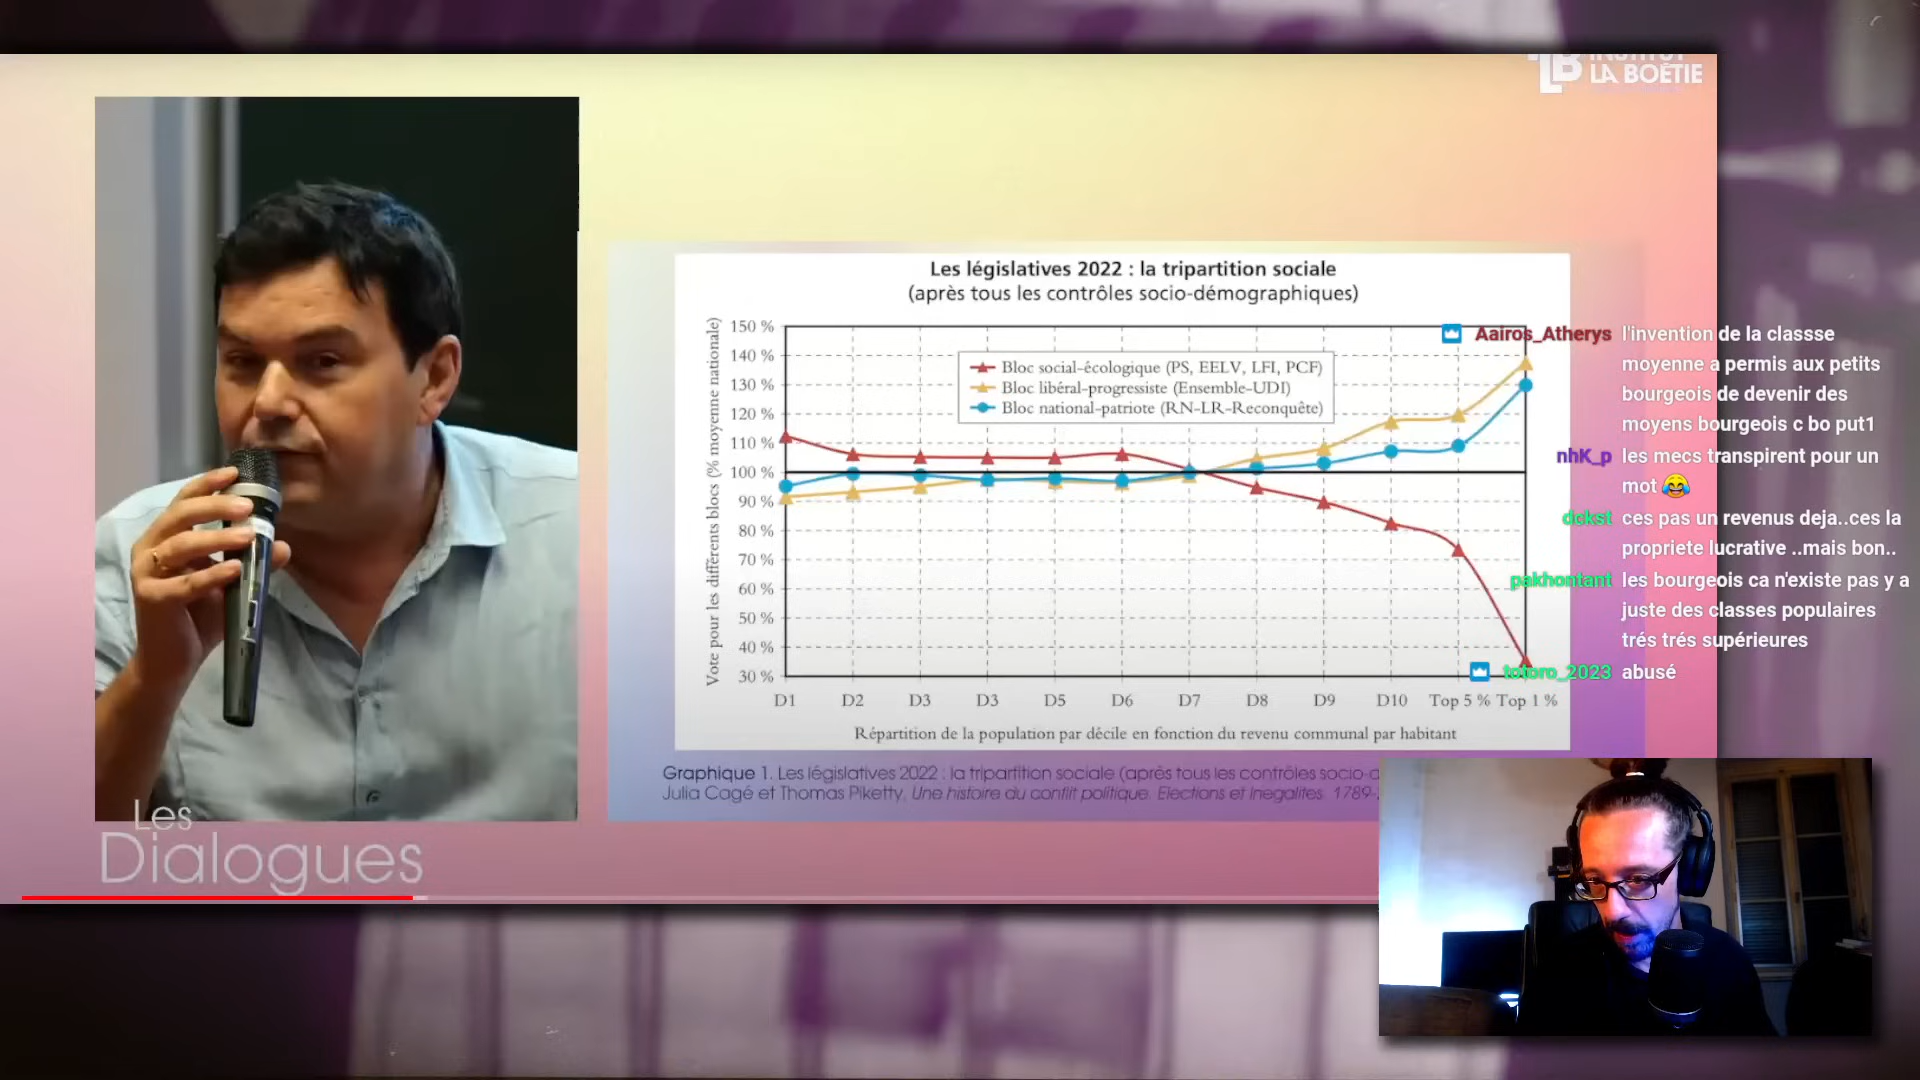 INSTITUT
LA BOÉTIE
Les législatives 2022 : la tripartition sociale
(après tous les contrôles socio-démographiques)
Vote pour les différents blocs (% moyenne nationale)
150 %
140 %
130 %
120 %
110 %
100 %
90 %
80 %
70 %
60 %
50 %
40 %
30 %
Bloc social-écologique (PS, EELV, LFI, PCF)
Bloc libéral-progressiste (Ensemble-UDI)
Bloc national-patriote (RN-LR-Reconquête)
D1 D2 D3 D3 D5 D6 D7 D8 D9 D10 Top 5 % Top 1 %
Répartition de la population par décile en fonction du revenu communal par habitant
Graphique 1. Les législatives 2022 : la tripartition sociale (après tous les contrôles socio-d
Julia Cagé et Thomas Piketty, Une histoire du conflit politique. Elections et inégalités. 1789-
Les
Dialogues
Aairos_Atherys l'invention de la classse
moyenne a permis aux petits
bourgeois de devenir des
moyens bourgeois c bo put1
nhK_p les mecs transpirent pour un
mot 😂
dckst ces pas un revenus deja..ces la
propriete lucrative ..mais bon..
pakhontant les bourgeois ca n'existe pas y a
juste des classes populaires
trés trés supérieures
totoro_2023 abusé